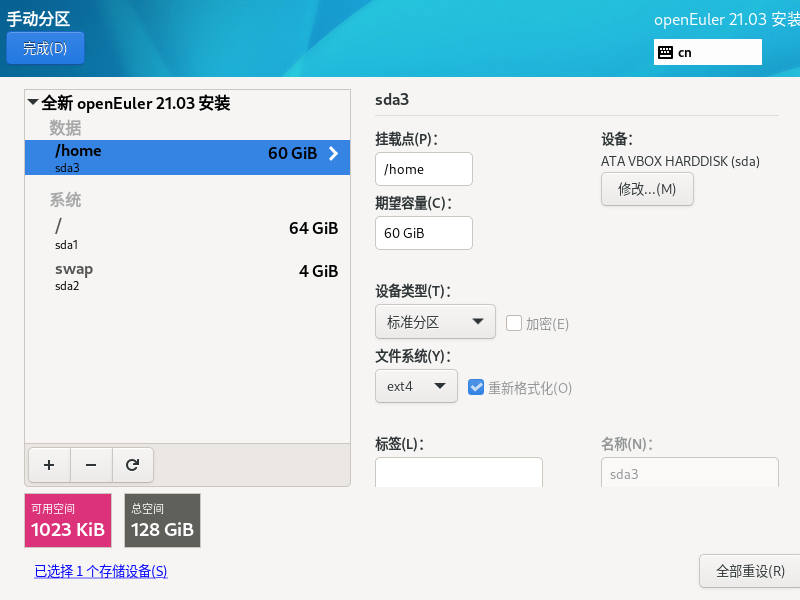 手动分区
openEuler 21.03 安装
完成(D)
cn
全新 openEuler 21.03 安装
数据
/home
60 GiB
sda3
系统
/
64 GiB
sda1
swap
4 GiB
sda2
sda3
挂载点(P)：
设备：
/home
ATA VBOX HARDDISK (sda)
修改...(M)
期望容量(C)：
60 GiB
设备类型(T)：
标准分区
加密(E)
文件系统(Y)：
ext4
重新格式化(O)
标签(L)：
名称(N)：
sda3
可用空间
1023 KiB
总空间
128 GiB
已选择 1 个存储设备(S)
全部重设(R)